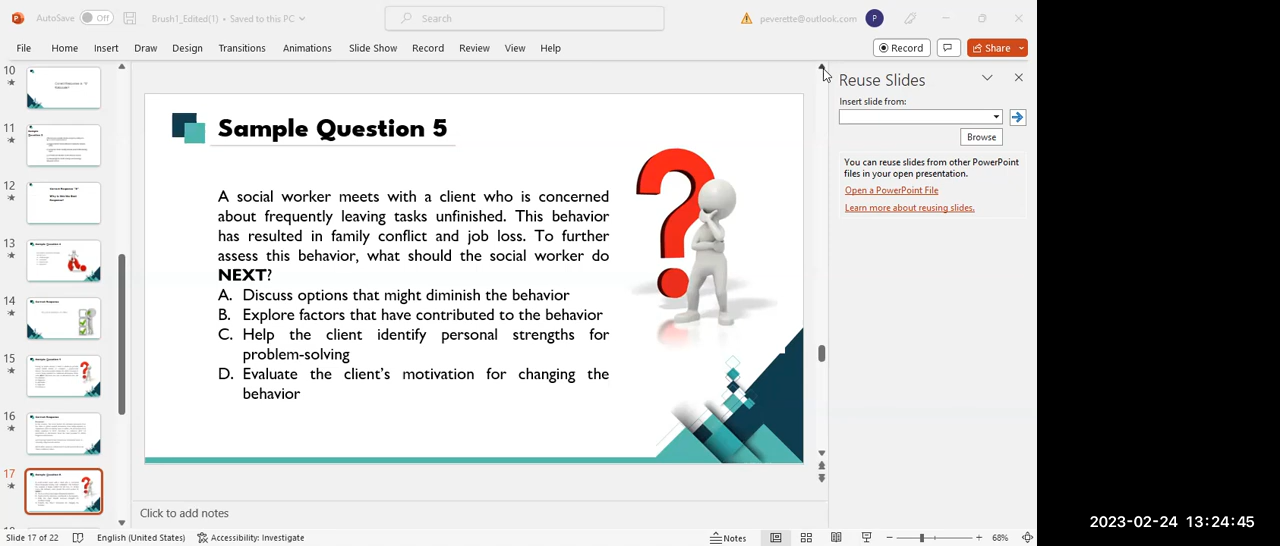 AutoSave Off Brush1_Edited(1) • Saved to this PC Search peverette@outlook.com P
File Home Insert Draw Design Transitions Animations Slide Show Record Review View Help Record Share
10
11
12
13
14
15
16
17
Sample Question 5
A social worker meets with a client who is concerned
about frequently leaving tasks unfinished. This behavior
has resulted in family conflict and job loss. To further
assess this behavior, what should the social worker do
NEXT?
A. Discuss options that might diminish the behavior
B. Explore factors that have contributed to the behavior
C. Help the client identify personal strengths for
problem-solving
D. Evaluate the client's motivation for changing the
behavior
Click to add notes
Reuse Slides
Insert slide from:
Browse
You can reuse slides from other PowerPoint
files in your open presentation.
Open a PowerPoint File
Learn more about reusing slides.
Slide 17 of 22 English (United States) Accessibility: Investigate Notes 68%
2023-02-24 13:24:45